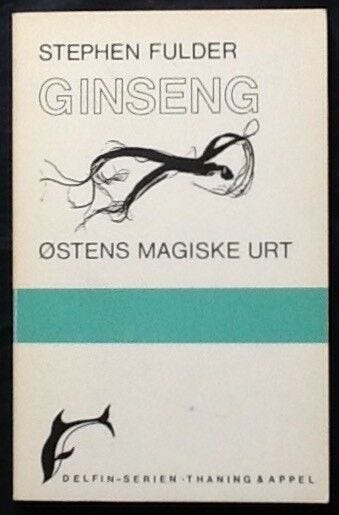 STEPHEN FULDER
GINSENG
ØSTENS MAGISKE URT
DELFIN-SERIEN · THANING & APPEL